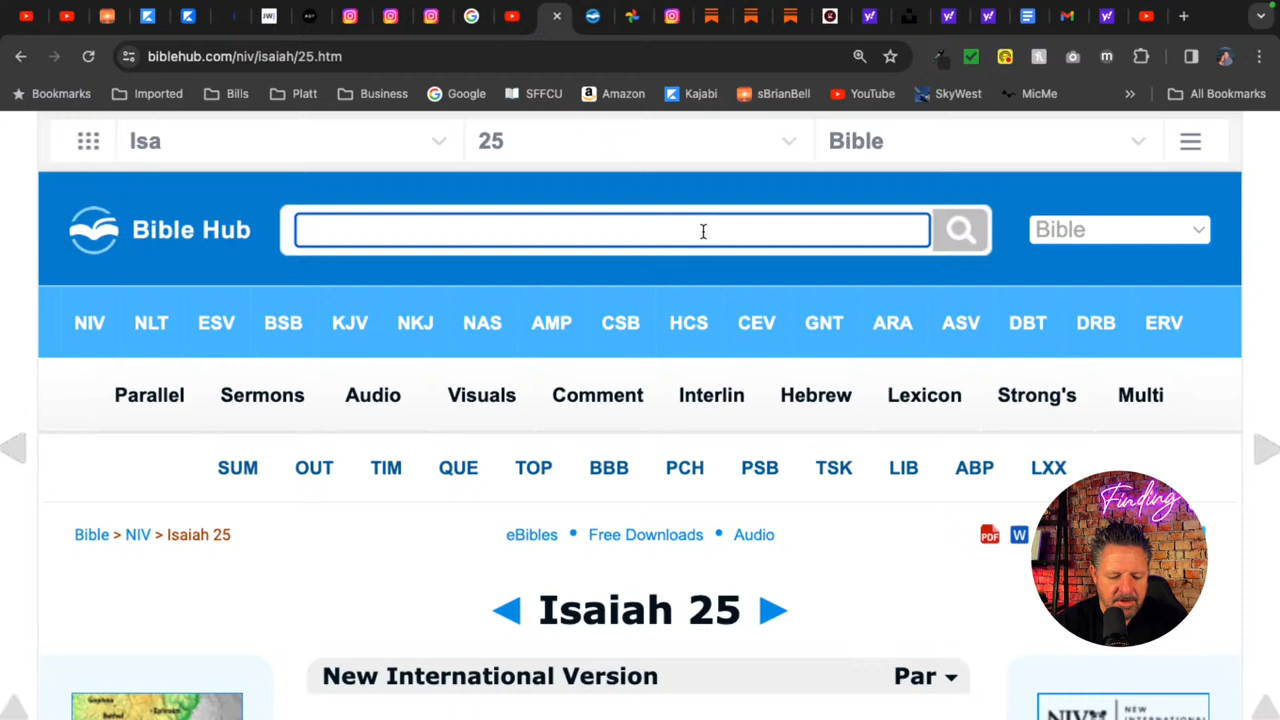 biblehub.com/niv/isaiah/25.htm
Bookmarks Imported Bills Platt Business Google SFFCU Amazon Kajabi sBrianBell YouTube SkyWest MicMe » All Bookmarks
Isa 25 Bible
Bible Hub Bible
NIV NLT ESV BSB KJV NKJ NAS AMP CSB HCS CEV GNT ARA ASV DBT DRB ERV
Parallel Sermons Audio Visuals Comment Interlin Hebrew Lexicon Strong's Multi
SUM OUT TIM QUE TOP BBB PCH PSB TSK LIB ABP LXX
Finding
Bible > NIV > Isaiah 25 eBibles • Free Downloads • Audio PDF W
Isaiah 25
New International Version Par
NIV NEW INTERNATIONAL